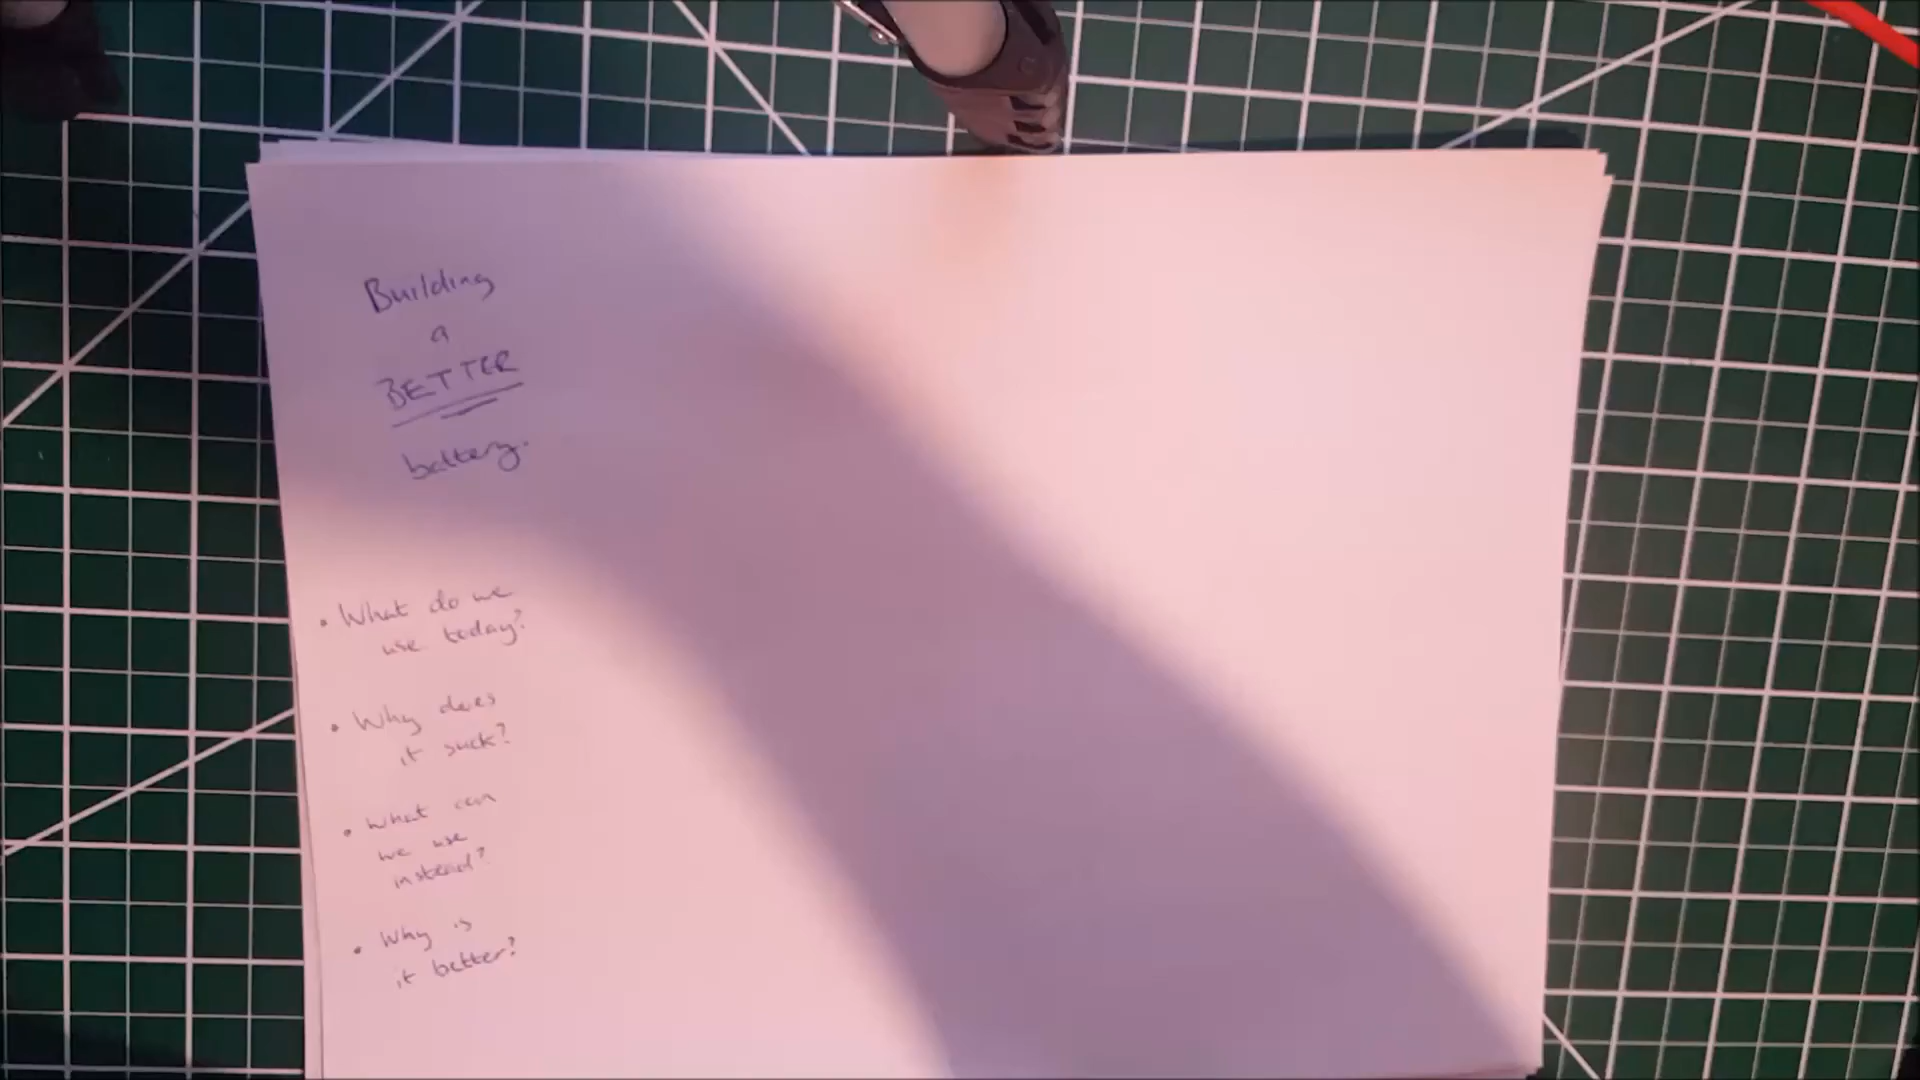 Building
a
BETTER
battery.
• What do we
use today?
• Why does
it suck?
• What can
we use
instead?
• Why is
it better?